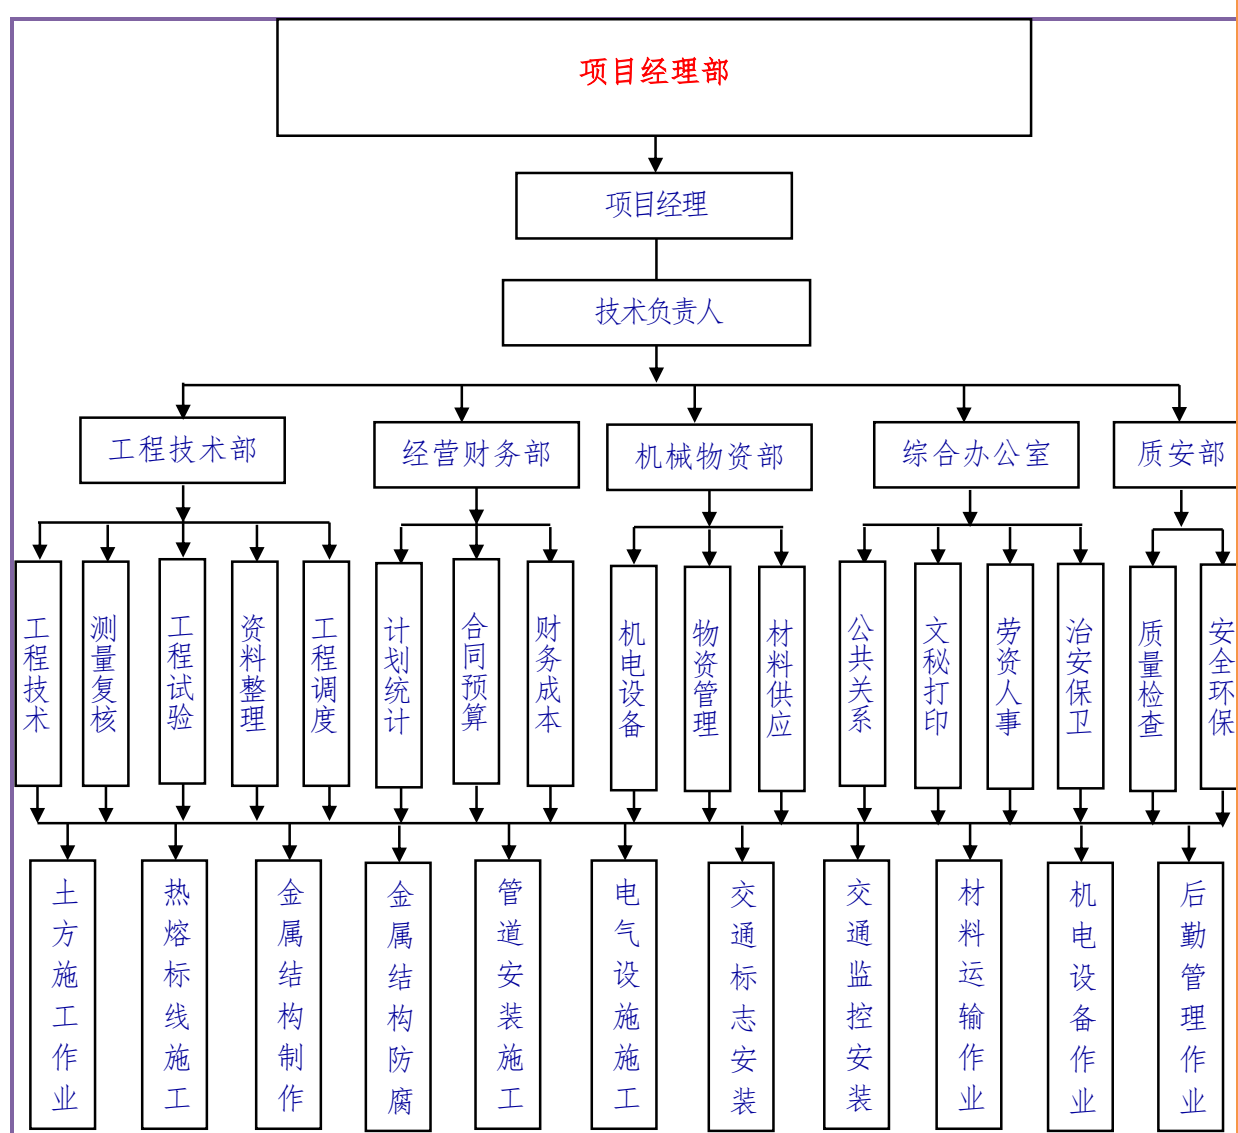 项目经理部
项目经理
技术负责人
工程技术部
经营财务部
机械物资部
综合办公室
质安部
工程技术
测量复核
工程试验
资料整理
工程调度
计划统计
合同预算
财务成本
机电设备
物资管理
材料供应
公共关系
文秘打印
劳资人事
治安保卫
质量检查
安全环保
土方施工作业
热熔标线施工
金属结构制作
金属结构防腐
管道安装施工
电气设施施工
交通标志安装
交通监控安装
材料运输作业
机电设备作业
后勤管理作业